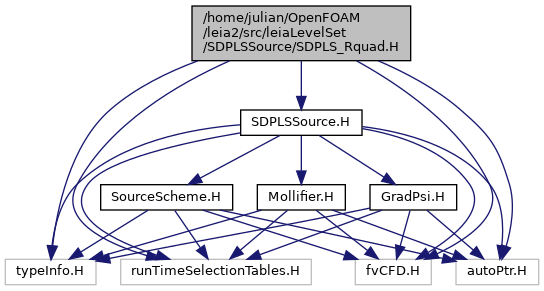 /home/julian/OpenFOAM
/leia2/src/leiaLevelSet
/SDPLSSource/SDPLS_Rquad.H
SDPLSSource.H
SourceScheme.H
Mollifier.H
GradPsi.H
typeInfo.H
runTimeSelectionTables.H
fvCFD.H
autoPtr.H